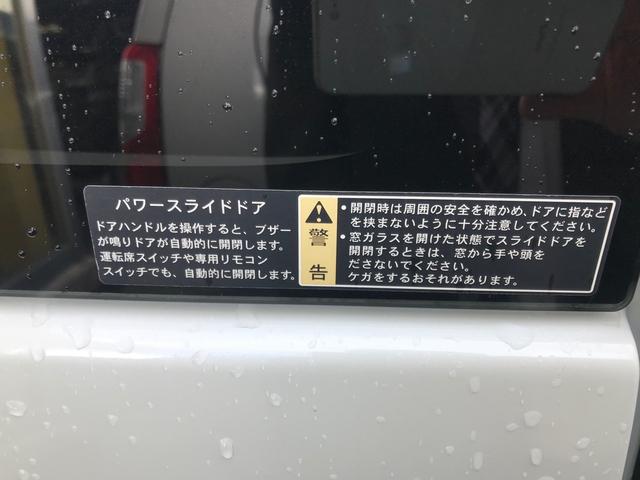 パワースライドドア
ドアハンドルを操作すると、ブザー
が鳴りドアが自動的に開閉します。
運転席スイッチや専用リモコン
スイッチでも、自動的に開閉します。
警告
・開閉時は周囲の安全を確かめ、ドアに指など
を挟まないように十分注意してください。
・窓ガラスを開けた状態でスライドドアを
開閉するときは、窓から手や頭を
ださないでください。
ケガをするおそれがあります。